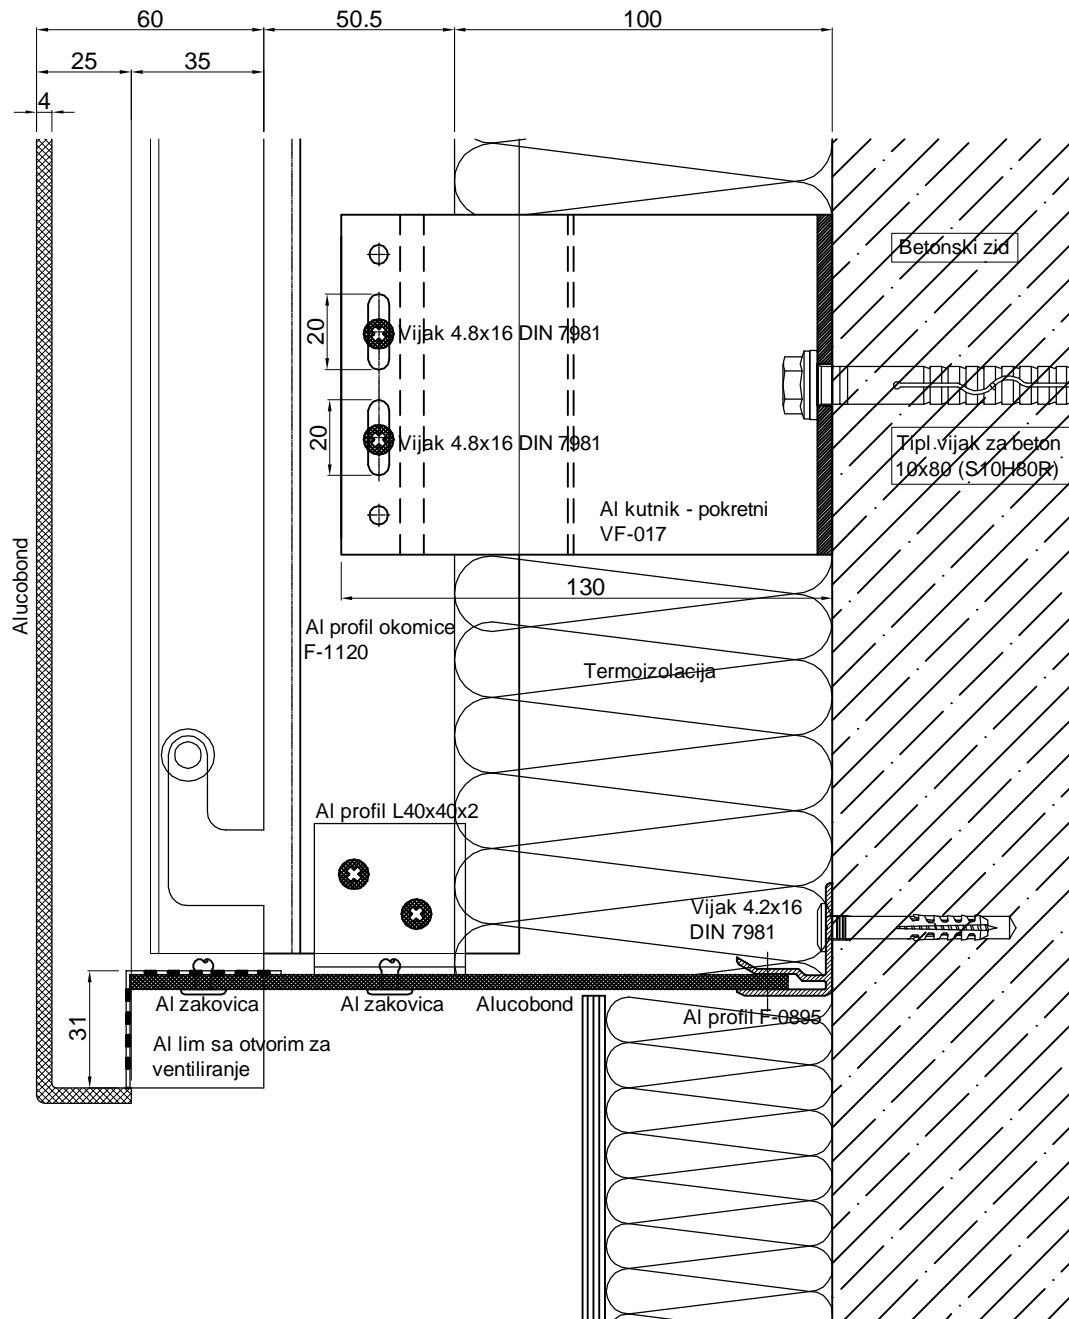 60
50.5
100
25
35
4
Betonski zid
20
Vijak 4.8x16 DIN 7981
20
Vijak 4.8x16 DIN 7981
Tipl.vijak za beton
10x80 (S10H80R)
Al kutnik - pokretni
VF-017
Alucobond
130
Al profil okomice
F-1120
Termoizolacija
Al profil L40x40x2
Vijak 4.2x16
DIN 7981
Al zakovica
Al zakovica
Alucobond
Al profil F-0895
31
Al lim sa otvorim za
ventiliranje